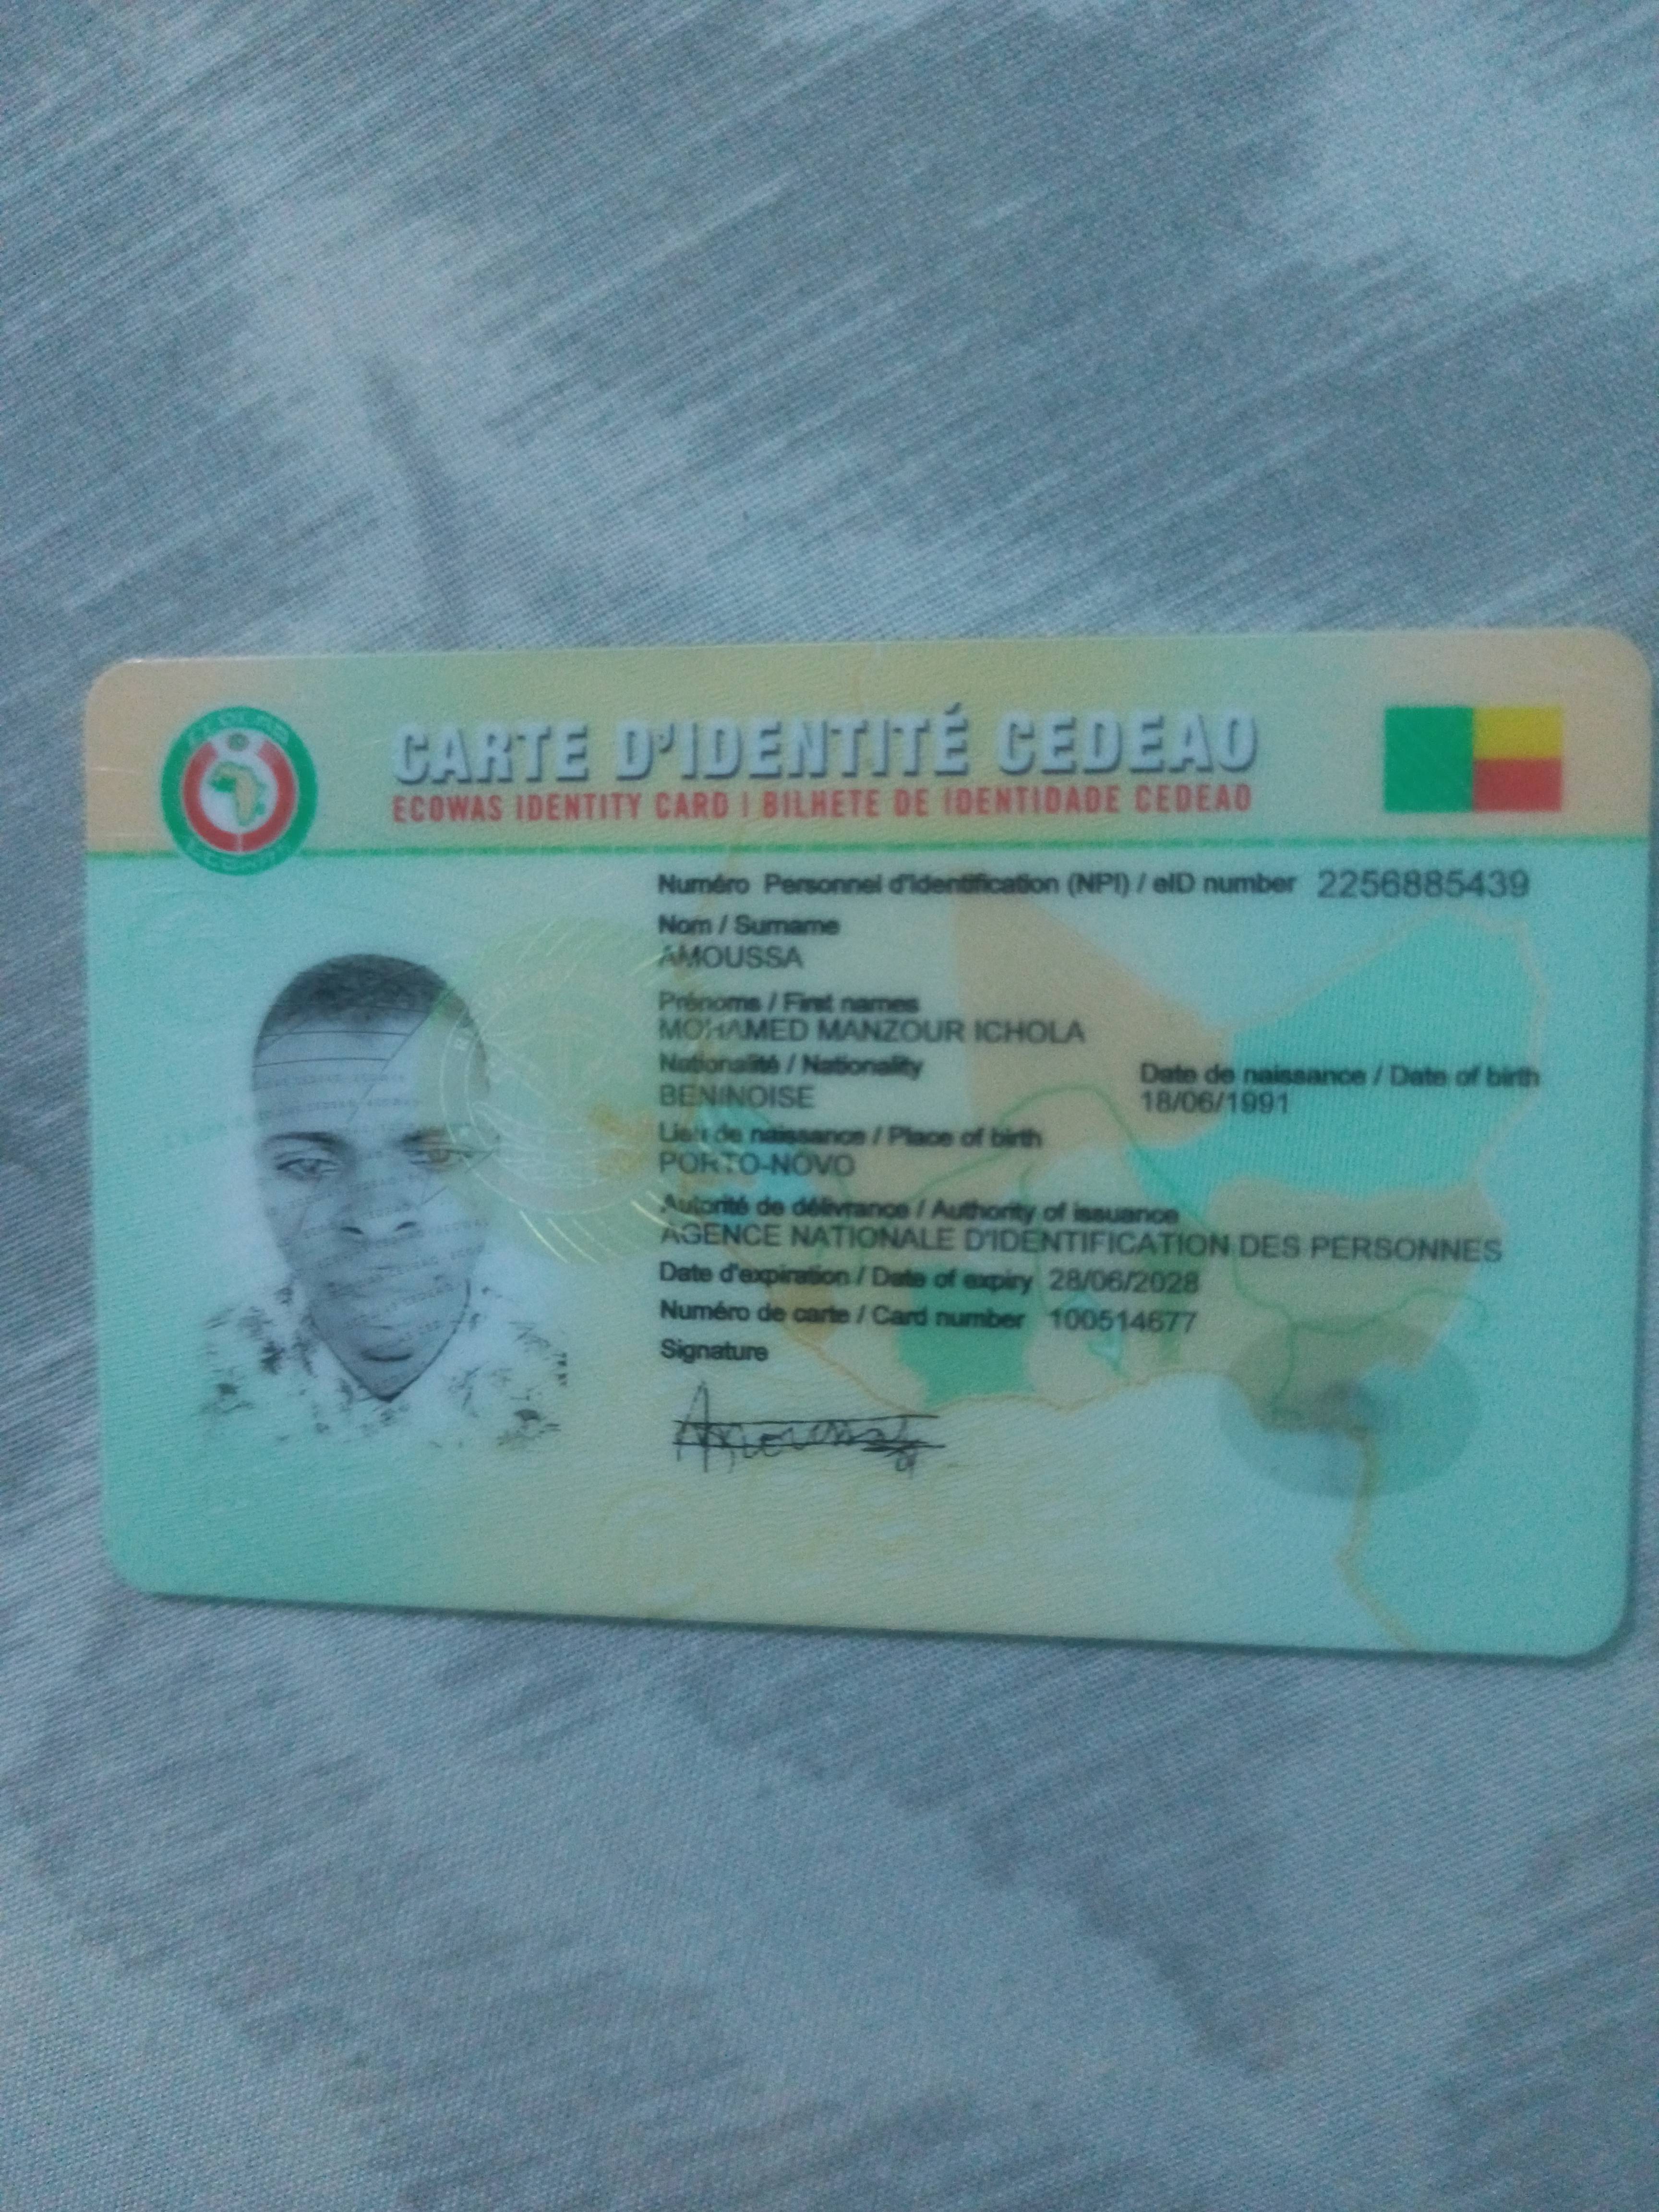 CARTE D'IDENTITÉ CEDEAO
ECOWAS IDENTITY CARD | BILHETE DE IDENTIDADE CEDEAO
Numéro Personnel d'identification (NPI) / eID number 2256885439
Nom / Surname
AMOUSSA
Prénoms / First names
MOHAMED MANZOUR ICHOLA
Nationalité / Nationality
BENINOISE
Date de naissance / Date of birth
18/06/1991
Lieu de naissance / Place of birth
PORTO-NOVO
Autorité de délivrance / Authority of issuance
AGENCE NATIONALE D'IDENTIFICATION DES PERSONNES
Date d'expiration / Date of expiry 28/06/2028
Numéro de carte / Card number 100514677
Signature